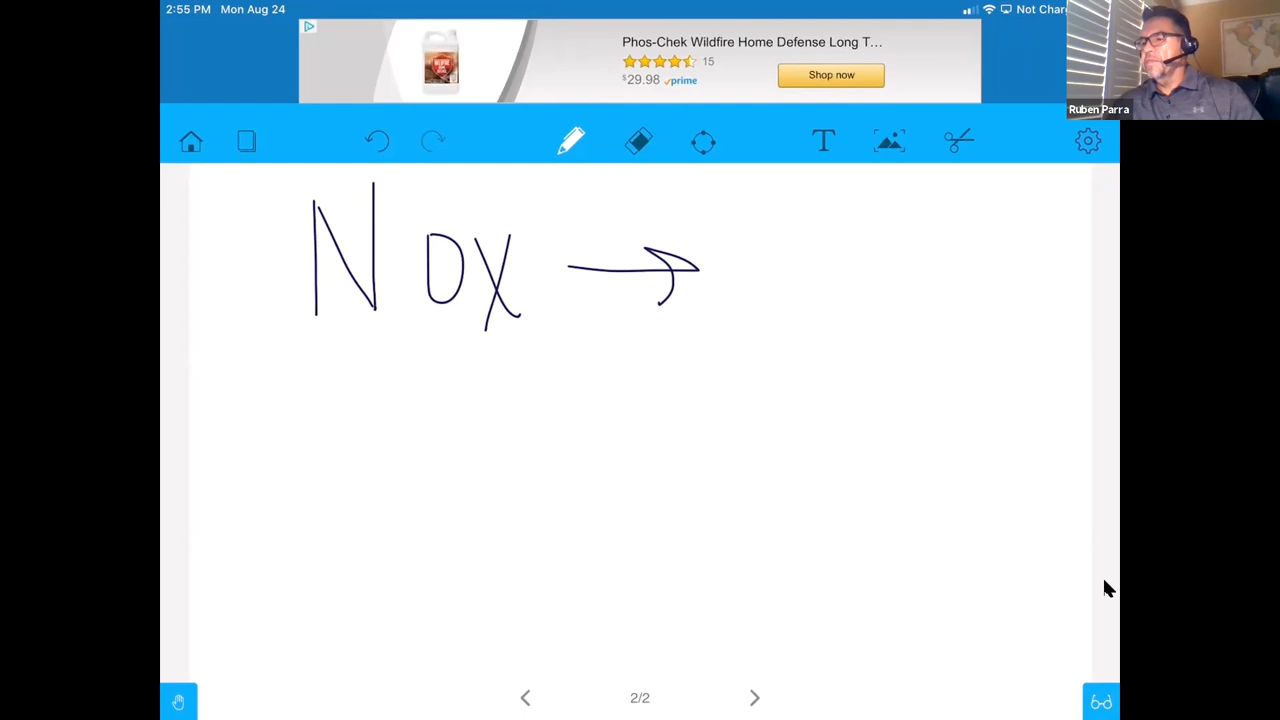 2:55 PM Mon Aug 24
Not Char
Phos-Chek Wildfire Home Defense Long T...
15
$29.98 prime
Shop now
Ruben Parra
T
NOX →
2/2